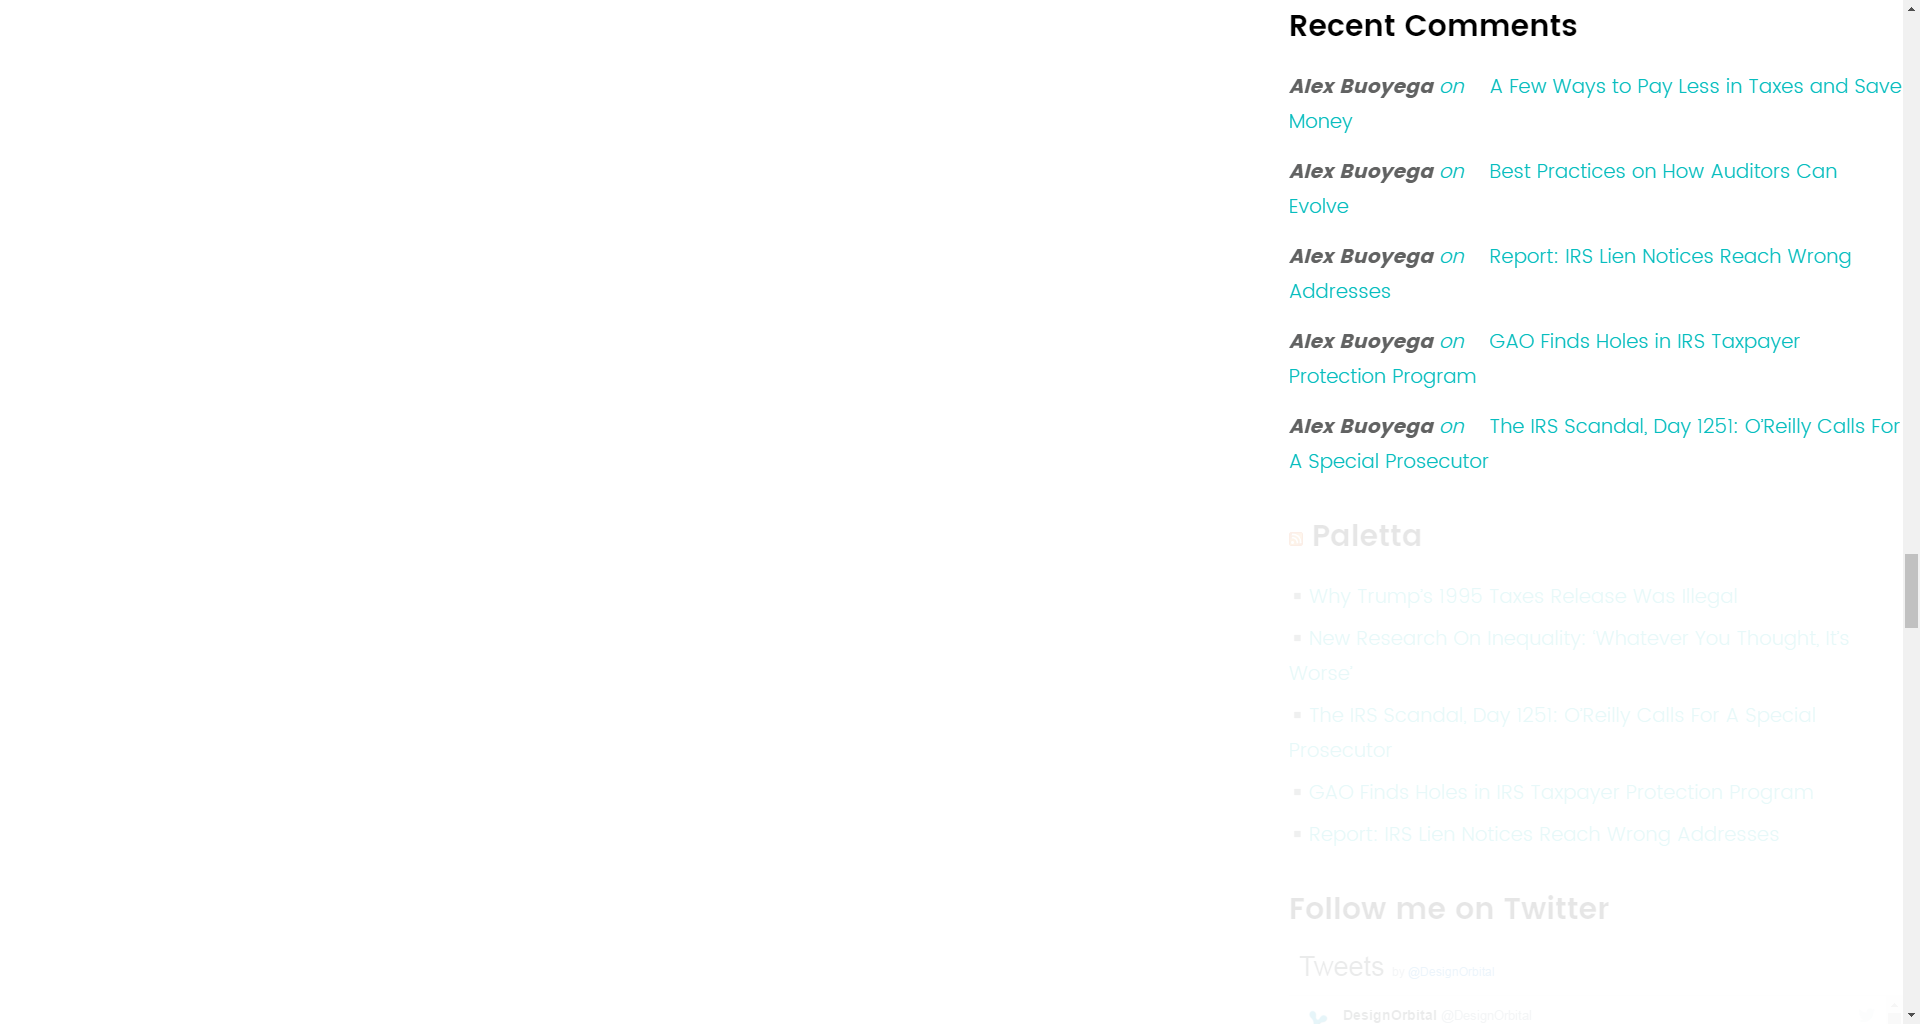 Recent Comments
Alex Buoyega on A Few Ways to Pay Less in Taxes and Save
Money
Alex Buoyega on Best Practices on How Auditors Can
Evolve
Alex Buoyega on Report: IRS Lien Notices Reach Wrong
Addresses
Alex Buoyega on GAO Finds Holes in IRS Taxpayer
Protection Program
Alex Buoyega on The IRS Scandal, Day 1251: O’Reilly Calls For
A Special Prosecutor
Paletta
Why Trump’s 1995 Taxes Release Was Illegal
New Research On Inequality: ‘Whatever You Thought, It’s
Worse’
The IRS Scandal, Day 1251: O’Reilly Calls For A Special
Prosecutor
GAO Finds Holes in IRS Taxpayer Protection Program
Report: IRS Lien Notices Reach Wrong Addresses
Follow me on Twitter
Tweets by @DesignOrbital
DesignOrbital @DesignOrbital